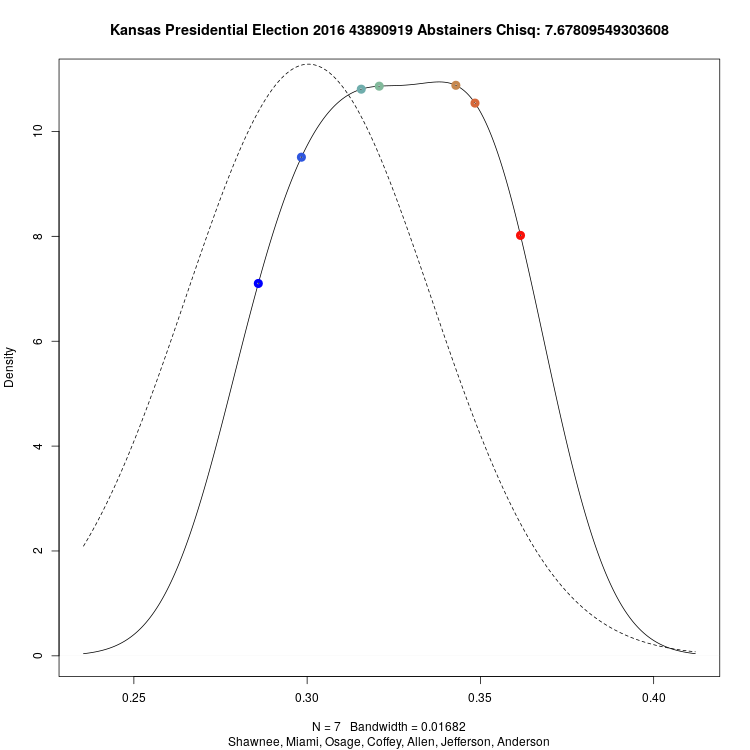 Kansas Presidential Election 2016 43890919 Abstainers Chisq: 7.67809549303608
Density
10
8
6
4
2
0
0.25 0.30 0.35 0.40
N = 7 Bandwidth = 0.01682
Shawnee, Miami, Osage, Coffey, Allen, Jefferson, Anderson